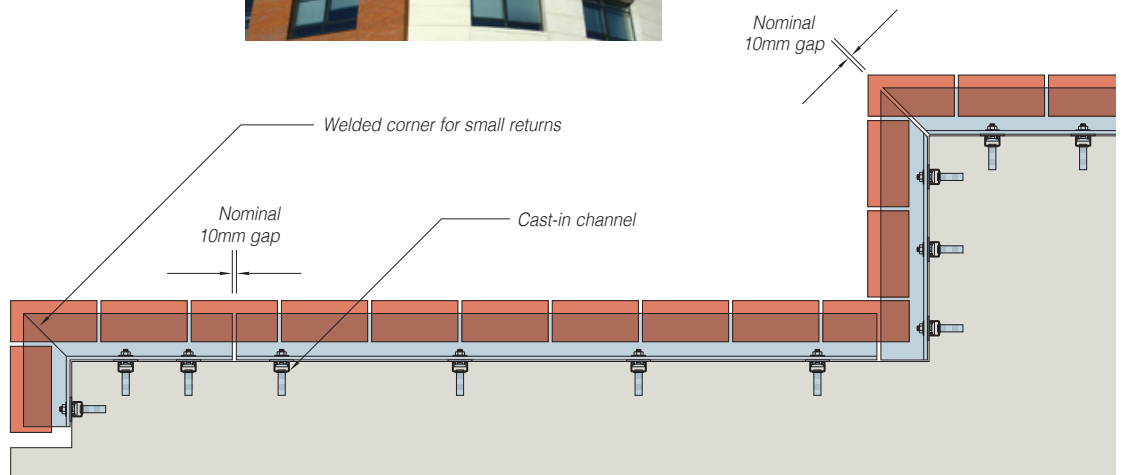 Nominal
10mm gap
Welded corner for small returns
Nominal
10mm gap
Cast-in channel